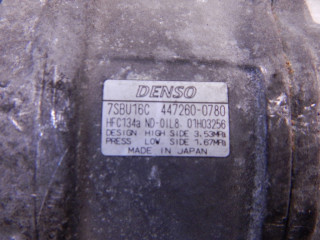 DENSO
7SBU16C 447260-0780
HFC134a ND-OIL8 01H03256
DESIGN HIGH SIDE 3.53MPa
PRESS LOW SIDE 1.67MPa
MADE IN JAPAN